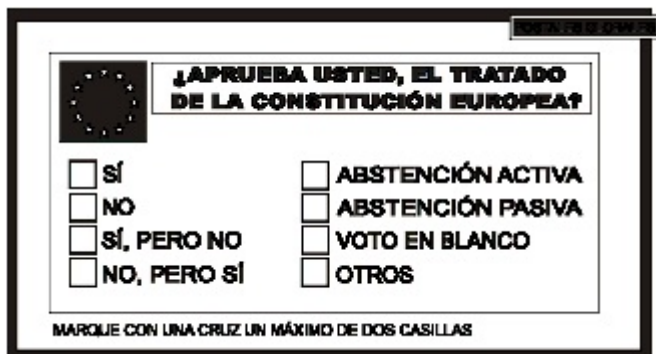 ¿APRUEBA USTED, EL TRATADO
DE LA CONSTITUCIÓN EUROPEA?
SÍ
NO
SÍ, PERO NO
NO, PERO SÍ
ABSTENCIÓN ACTIVA
ABSTENCIÓN PASIVA
VOTO EN BLANCO
OTROS
MARQUE CON UNA CRUZ UN MÁXIMO DE DOS CASILLAS